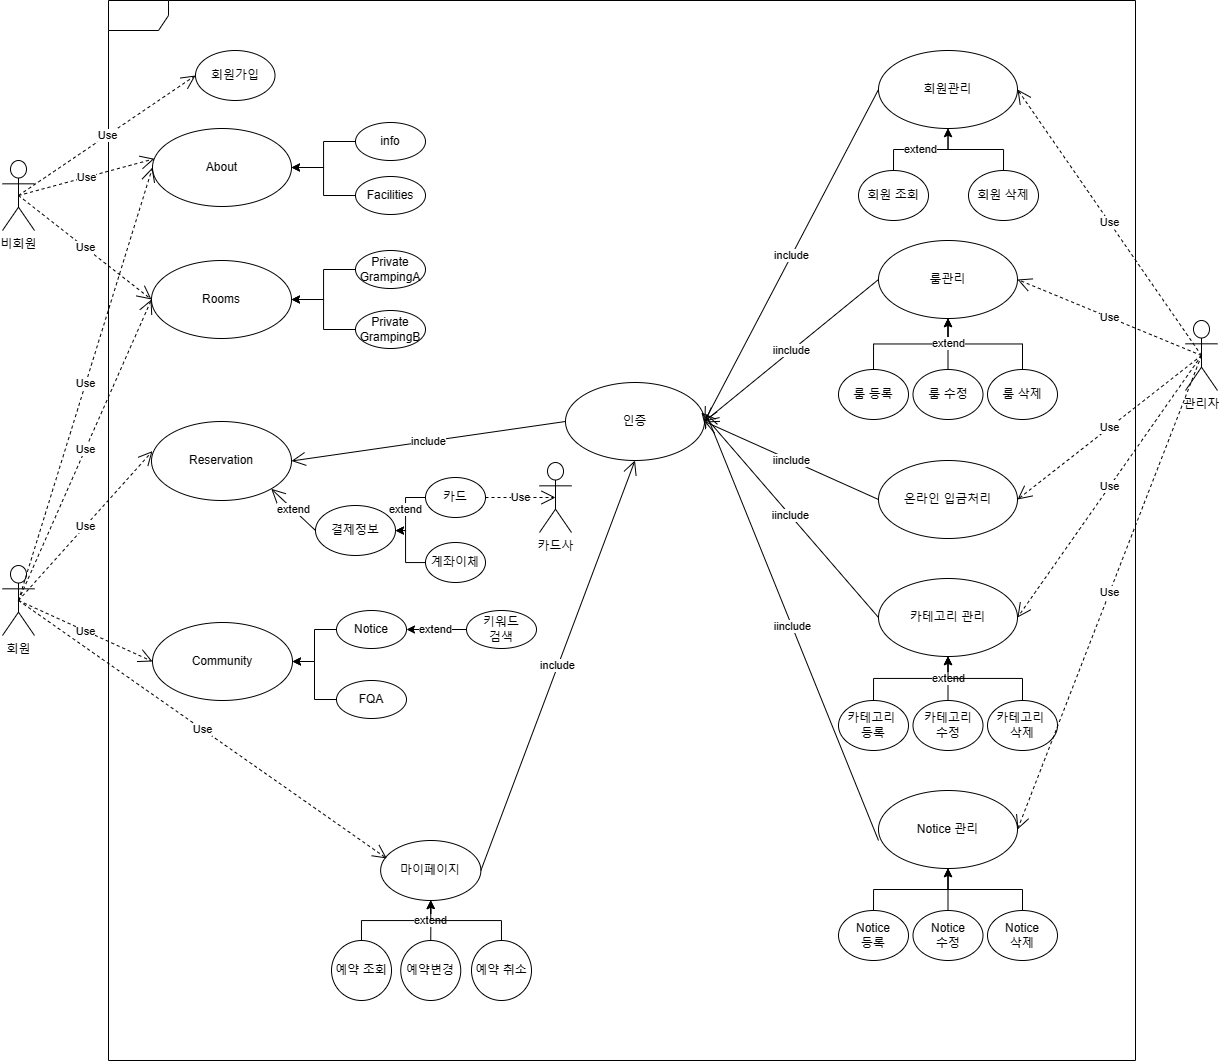 회원가입
Use
About
info
Facilities
Use
비회원
Use
Rooms
Private
GrampingA
Private
GrampingB
Use
Use
Reservation
include
인증
Use
결제정보
extend
extend
카드
Use
카드사
계좌이체
회원
Use
Community
Notice
extend
키워드
검색
FQA
Use
include
마이페이지
extend
예약 조회
예약변경
예약 취소
회원관리
extend
회원 조회
회원 삭제
include
Use
룸관리
iinclude
Use
extend
룸 등록
룸 수정
룸 삭제
관리자
Use
iinclude
온라인 입금처리
Use
iinclude
카테고리 관리
Use
iinclude
extend
카테고리
등록
카테고리
수정
카테고리
삭제
Notice 관리
Notice
등록
Notice
수정
Notice
삭제